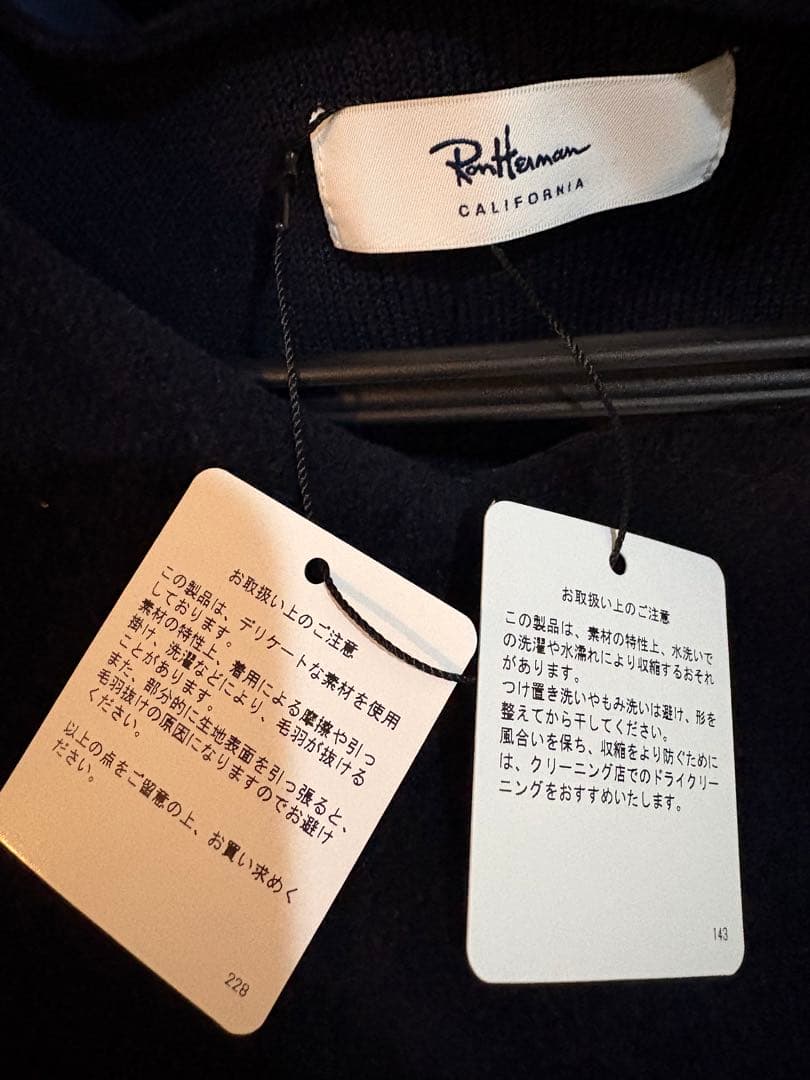 Ron Herman
CALIFORNIA
お取扱い上のご注意
この製品は、デリケートな素材を使用
しております。
素材の特性上、着用による摩擦や引っ
掛け、洗濯などにより、毛羽が抜ける
ことがあります。
また、部分的に生地表面を引っ張ると、
毛羽抜けの原因になりますのでお避け
ください。
以上の点をご留意の上、お買い求めく
ださい。
228
お取扱い上のご注意
この製品は、素材の特性上、水洗いで
の洗濯や水濡れにより収縮するおそれ
があります。
つけ置き洗いやもみ洗いは避け、形を
整えてから干してください。
風合いを保ち、収縮をより防ぐために
は、クリーニング店でのドライクリー
ニングをおすすめいたします。
143